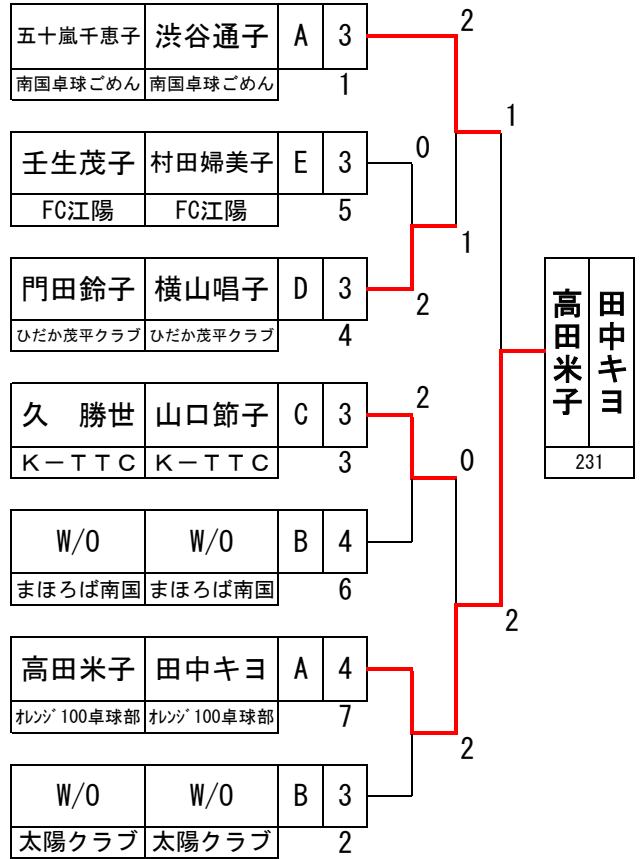 五十嵐千恵子 渋谷通子 A 3
2
南国卓球ごめん 南国卓球ごめん 1
1
壬生茂子 村田婦美子 E 3
0
FC江陽 FC江陽 5
1
門田鈴子 横山唱子 D 3
2
ひだか茂平クラブ ひだか茂平クラブ 4
高田米子 田中キヨ
231
久　勝世 山口節子 C 3
2
K－TTC K－TTC 3
0
W/O W/O B 4
まほろば南国 まほろば南国 6
2
高田米子 田中キヨ A 4
ｵﾚﾝｼﾞ100卓球部 ｵﾚﾝｼﾞ100卓球部 7
2
W/O W/O B 3
太陽クラブ 太陽クラブ 2